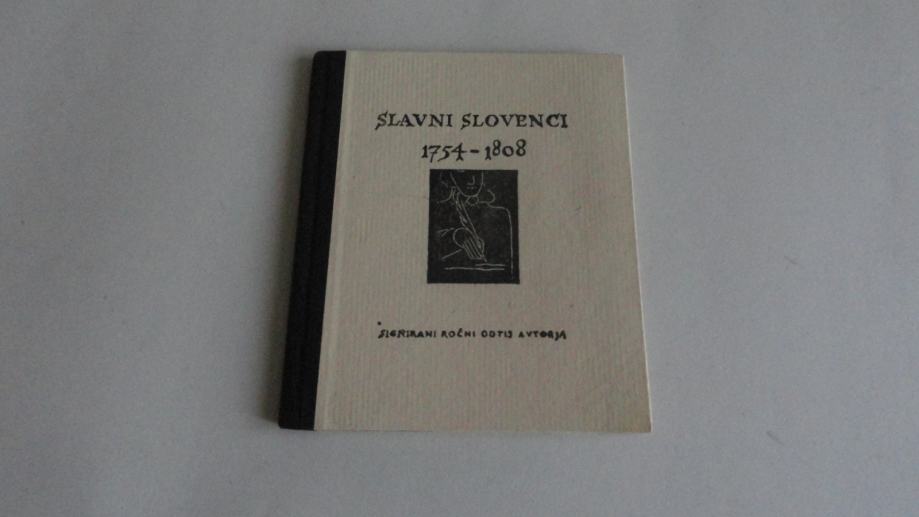 SLAVNI SLOVENCI
1754-1808
SIGNIRANI ROČNI ODTIS AVTORJA